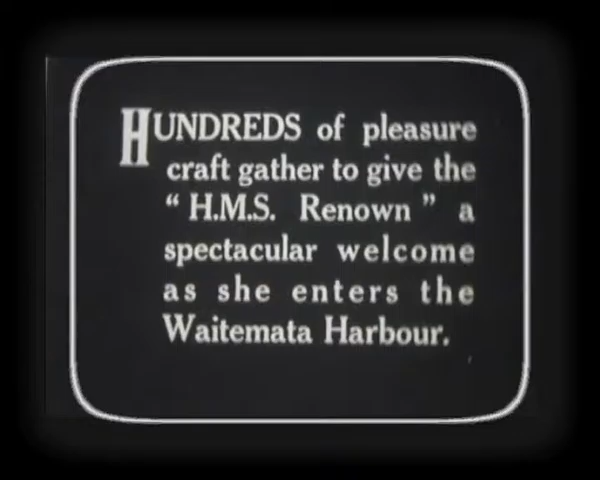 HUNDREDS of pleasure
craft gather to give the
“ H.M.S. Renown ” a
spectacular welcome
as she enters the
Waitemata Harbour.